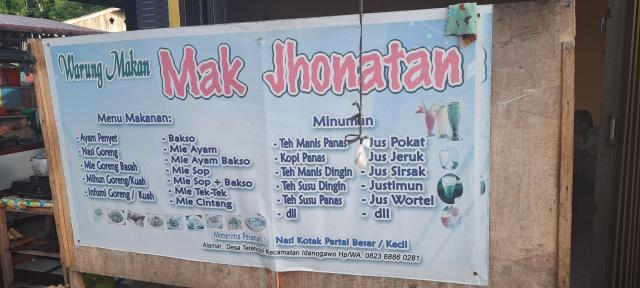 Warung Makan Mak Jhonatan
Menu Makanan:
- Ayam Penyet
- Nasi Goreng
- Mie Goreng Basah
- Mihun Goreng/Kuah
- Infumi Goreng / Kuah
- Bakso
- Mie Ayam
- Mie Ayam Bakso
- Mie Sop
- Mie Sop + Bakso
- Mie Tek-Tek
- Mie Cintang
Minuman
- Teh Manis Panas
- Kopi Panas
- Teh Manis Dingin
- Teh Susu Dingin
- Teh Susu Panas
- dll
- Jus Pokat
- Jus Jeruk
- Jus Sirsak
- Justimun
- Jus Wortel
- dll
Menerima Pesenan : Nasi Kotak Partai Besar / Kecil
Alamat : Desa Tetehosi Kecamatan Idanogawo Hp/WA. 0823 6886 0281